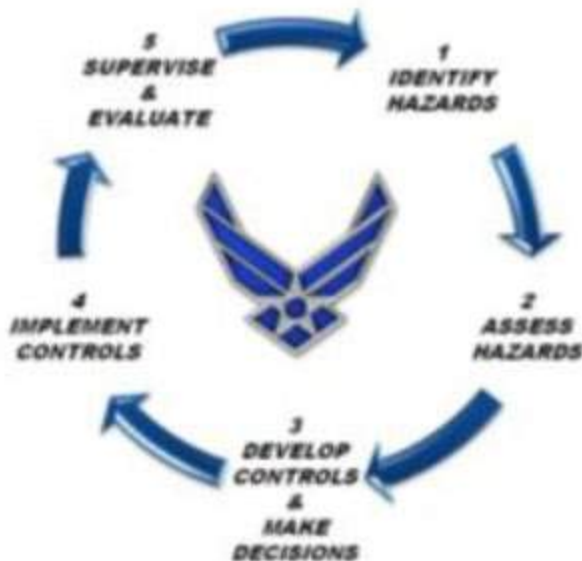 1
IDENTIFY
HAZARDS
2
ASSESS
HAZARDS
3
DEVELOP
CONTROLS
&
MAKE
DECISIONS
4
IMPLEMENT
CONTROLS
5
SUPERVISE
&
EVALUATE